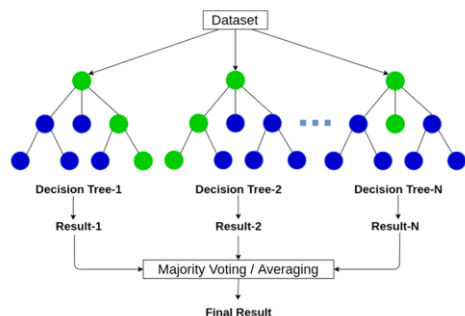 Dataset
Decision Tree-1 Decision Tree-2 Decision Tree-N
Result-1 Result-2 Result-N
Majority Voting / Averaging
Final Result